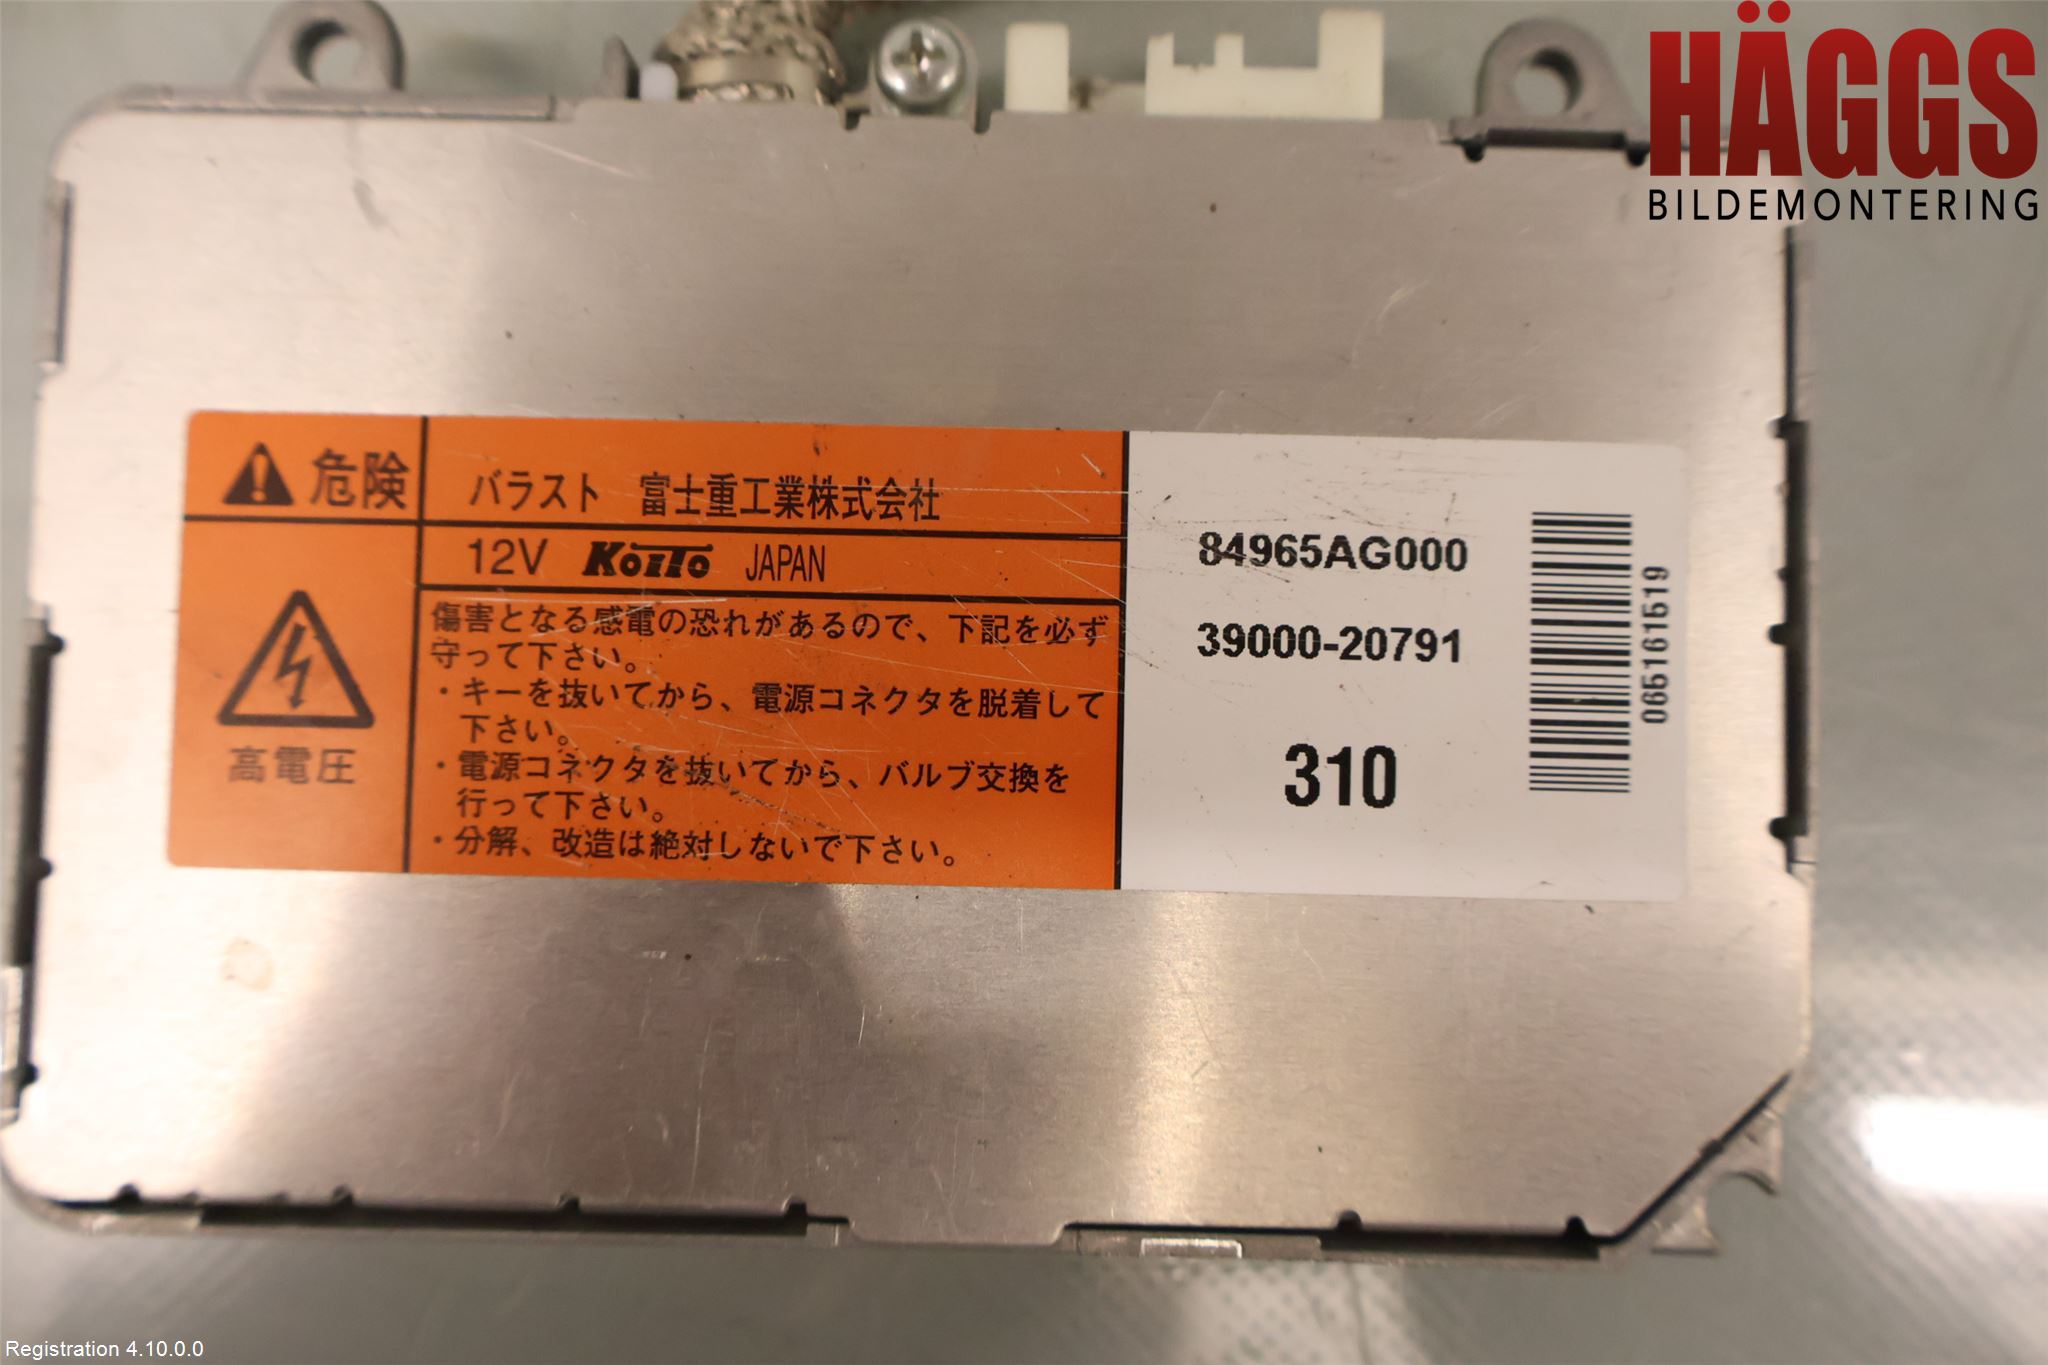 HÄGGS
BILDEMONTERING
危険
バラスト 富士重工業株式会社
12V KOITO JAPAN
高電圧
傷害となる感電の恐れがあるので、下記を必ず
守って下さい。
・キーを抜いてから、電源コネクタを脱着して
下さい。
・電源コネクタを抜いてから、バルブ交換を
行って下さい。
・分解、改造は絶対しないで下さい。
84965AG000
39000-20791
310
065161519
Registration 4.10.0.0